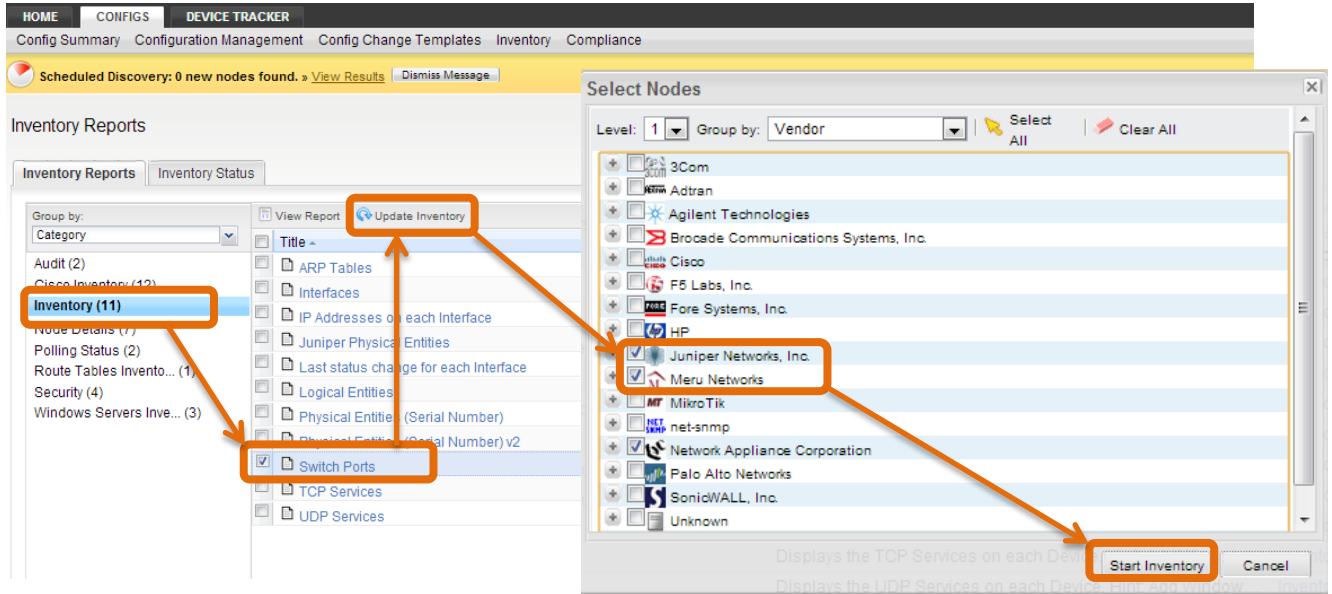 HOME CONFIGS DEVICE TRACKER
Config Summary Configuration Management Config Change Templates Inventory Compliance
Scheduled Discovery: 0 new nodes found. » View Results Dismiss Message
Inventory Reports
Inventory Reports Inventory Status
Group by:
Category
Audit (2)
Cisco Inventory (12)
Inventory (11)
Node Details (7)
Polling Status (2)
Route Tables Invento... (1)
Security (4)
Windows Servers Inve... (3)
View Report Update Inventory
Title
ARP Tables
Interfaces
IP Addresses on each Interface
Juniper Physical Entities
Last status change for each Interface
Logical Entities
Physical Entities (Serial Number)
Physical Entities (Serial Number) v2
Switch Ports
TCP Services
UDP Services
Select Nodes
Level: 1 Group by: Vendor Select All Clear All
3Com
Adtran
Agilent Technologies
Brocade Communications Systems, Inc.
Cisco
F5 Labs, Inc.
Fore Systems, Inc.
HP
Juniper Networks, Inc.
Meru Networks
MikroTik
net-snmp
Network Appliance Corporation
Palo Alto Networks
SonicWALL, Inc.
Unknown
Displays the TCP Services on each Device
Start Inventory Cancel
Displays the UDP Services on each Device. Hint: Add Window